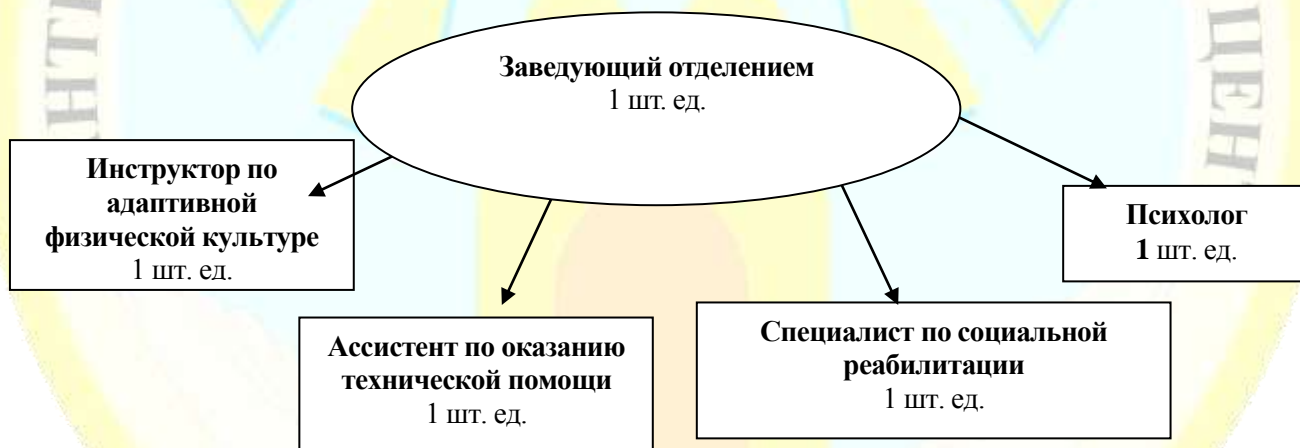 Заведующий отделением
1 шт. ед.
Инструктор по
адаптивной
физической культуре
1 шт. ед.
Психолог
1 шт. ед.
Ассистент по оказанию
технической помощи
1 шт. ед.
Специалист по социальной
реабилитации
1 шт. ед.